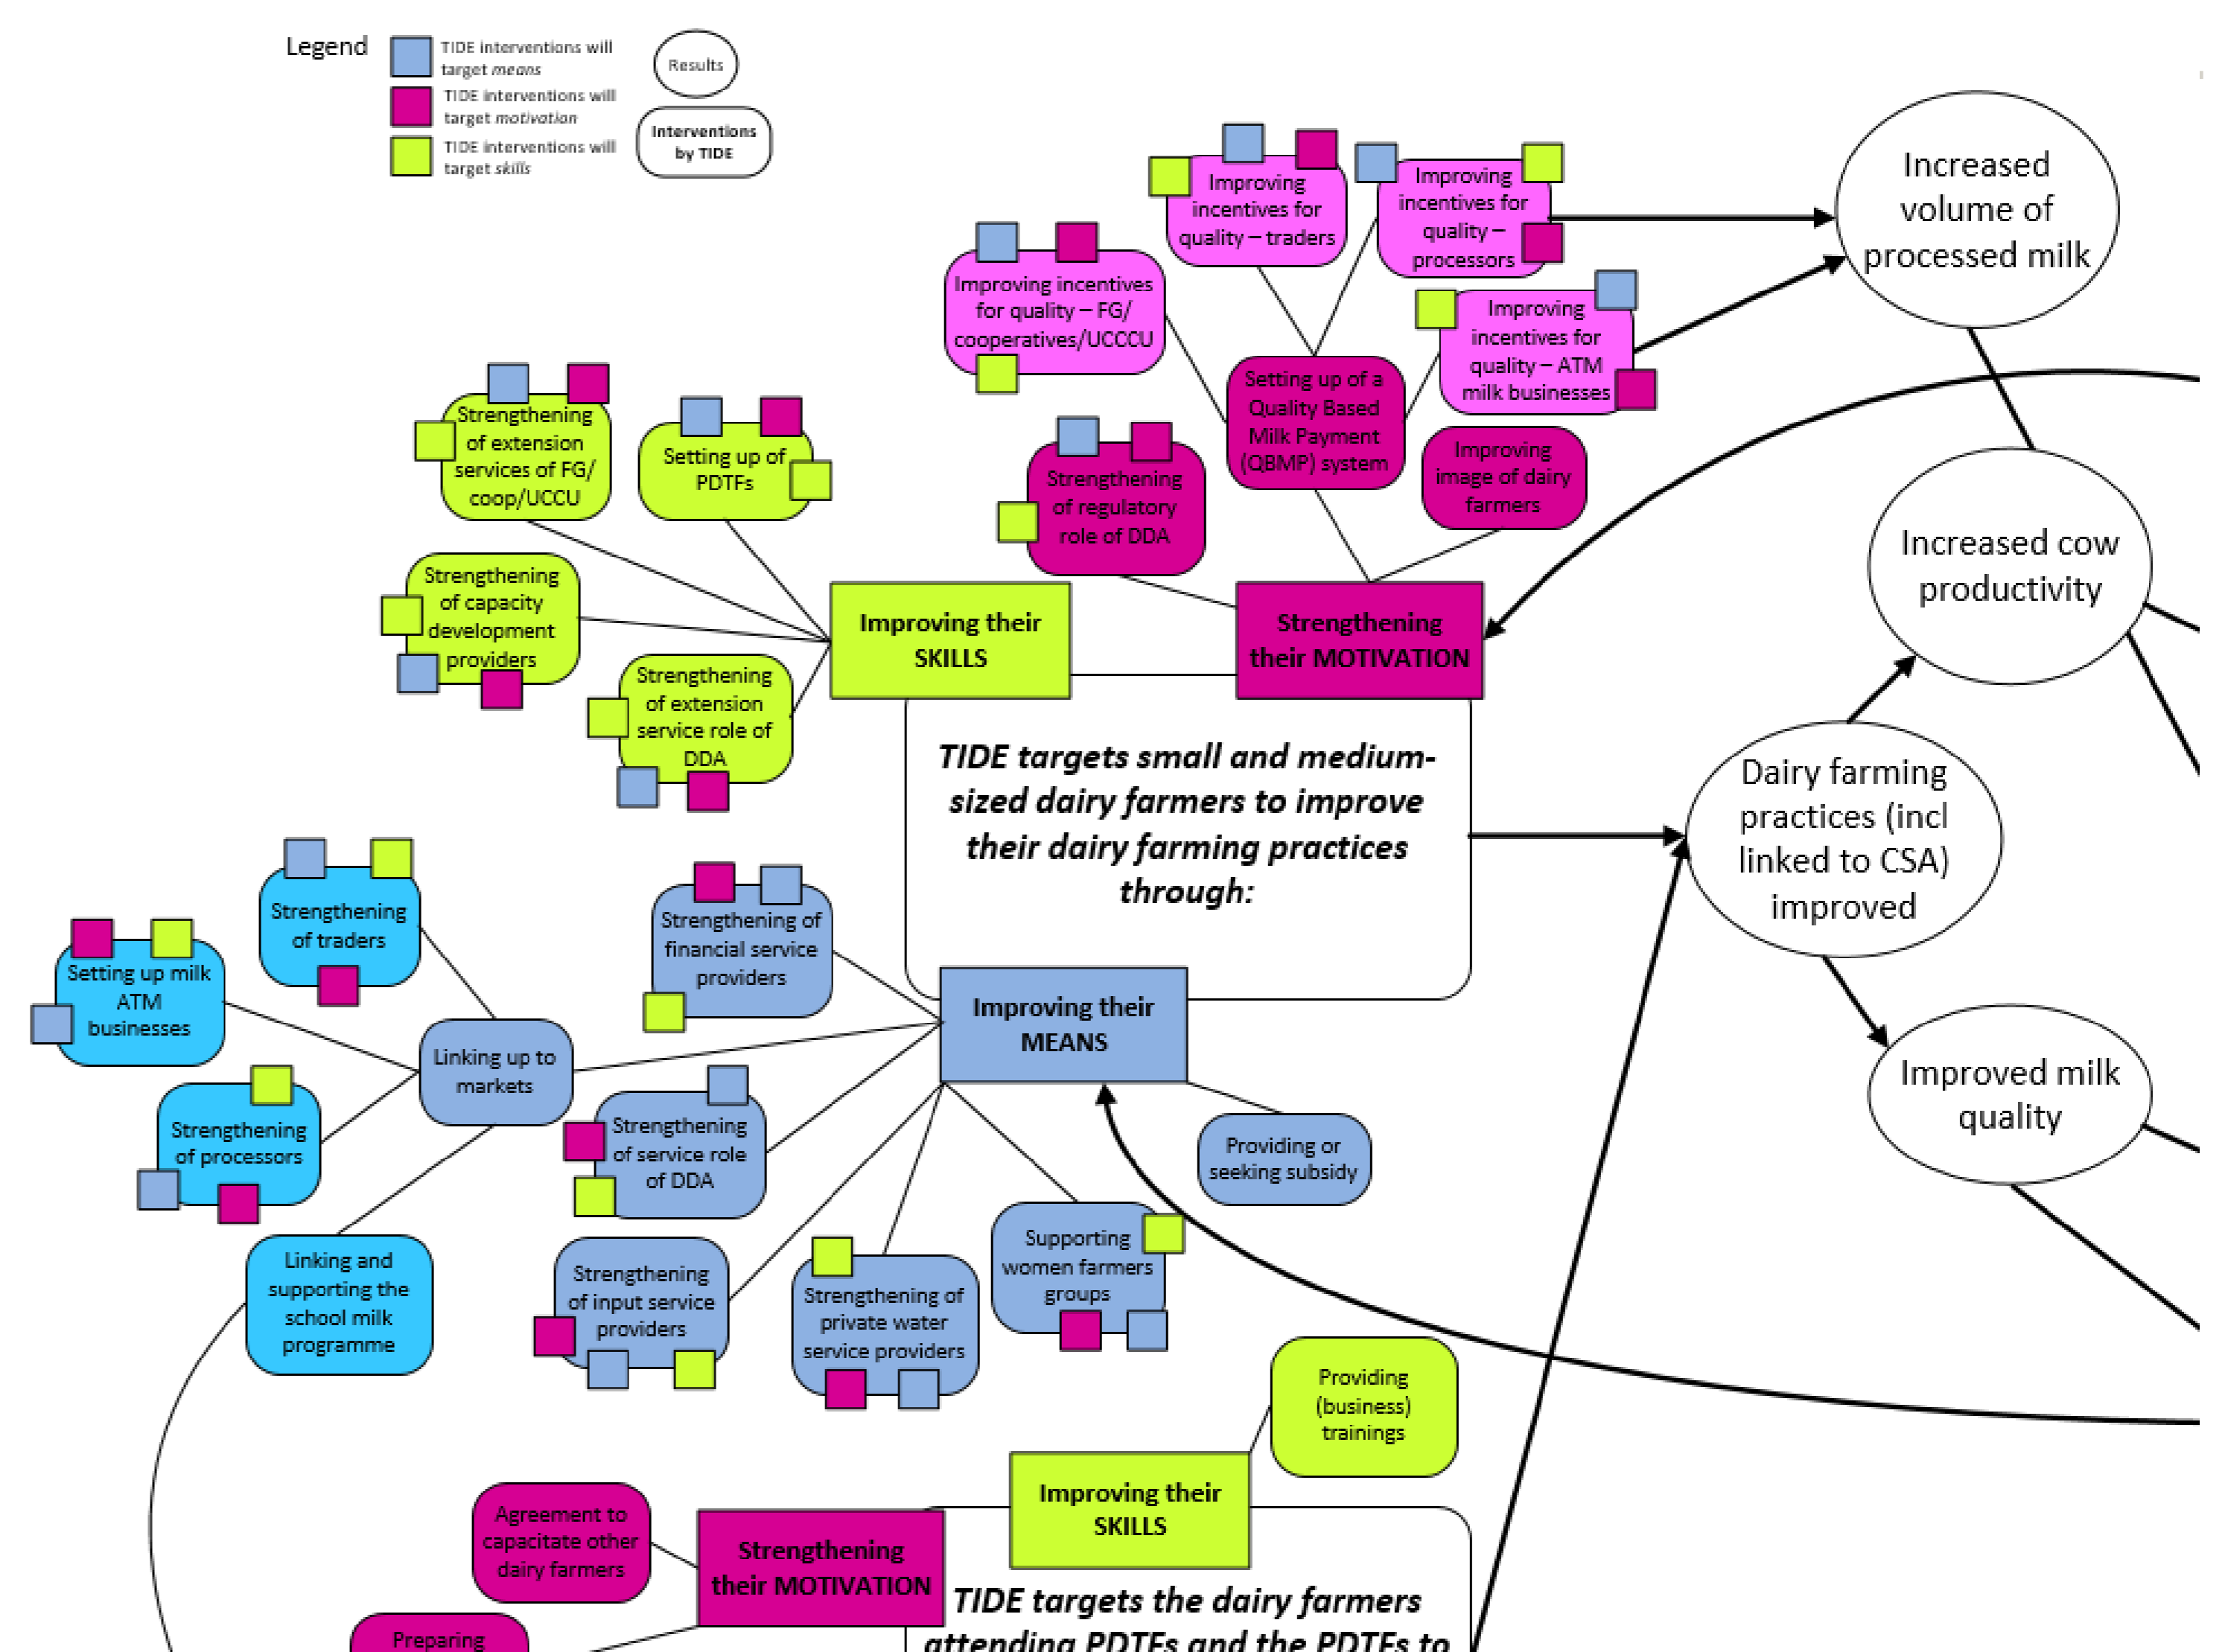 Legend
TIDE interventions will
target means
TIDE interventions will
target motivation
TIDE interventions will
target skills
Results
Interventions
by TIDE
Improving
incentives for
quality – traders
Improving
incentives for
quality –
processors
Increased
volume of
processed milk
Improving incentives
for quality – FG/
cooperatives/UCCCU
Improving
incentives for
quality – ATM
milk businesses
Setting up of a
Quality Based
Milk Payment
(QBMP) system
Strengthening
of extension
services of FG/
coop/UCCU
Setting up of
PDTFs
Strengthening
of regulatory
role of DDA
Improving
image of dairy
farmers
Increased cow
productivity
Strengthening
of capacity
development
providers
Improving their
SKILLS
Strengthening
their MOTIVATION
Strengthening
of extension
service role of
DDA
TIDE targets small and medium-
sized dairy farmers to improve
their dairy farming practices
through:
Dairy farming
practices (incl
linked to CSA)
improved
Strengthening
of traders
Strengthening of
financial service
providers
Setting up milk
ATM
businesses
Improving their
MEANS
Linking up to
markets
Improved milk
quality
Strengthening
of processors
Strengthening
of service role
of DDA
Providing or
seeking subsidy
Linking and
supporting the
school milk
programme
Strengthening
of input service
providers
Strengthening of
private water
service providers
Supporting
women farmers
groups
Providing
(business)
trainings
Improving their
SKILLS
Agreement to
capacitate other
dairy farmers
Strengthening
their MOTIVATION
TIDE targets the dairy farmers
attending PDTFs and the PDTFs to
Preparing